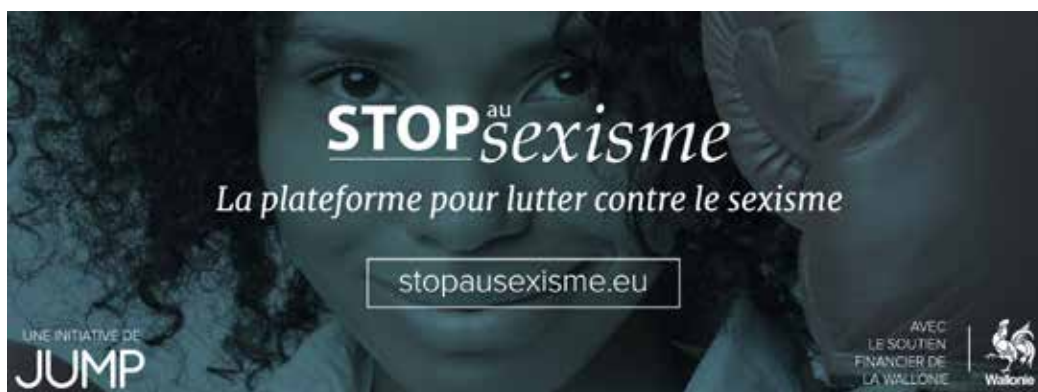 STOP au sexisme
La plateforme pour lutter contre le sexisme
stopausexisme.eu
UNE INITIATIVE DE
JUMP
AVEC
LE SOUTIEN
FINANCIER DE
LA WALLONIE
Wallonie